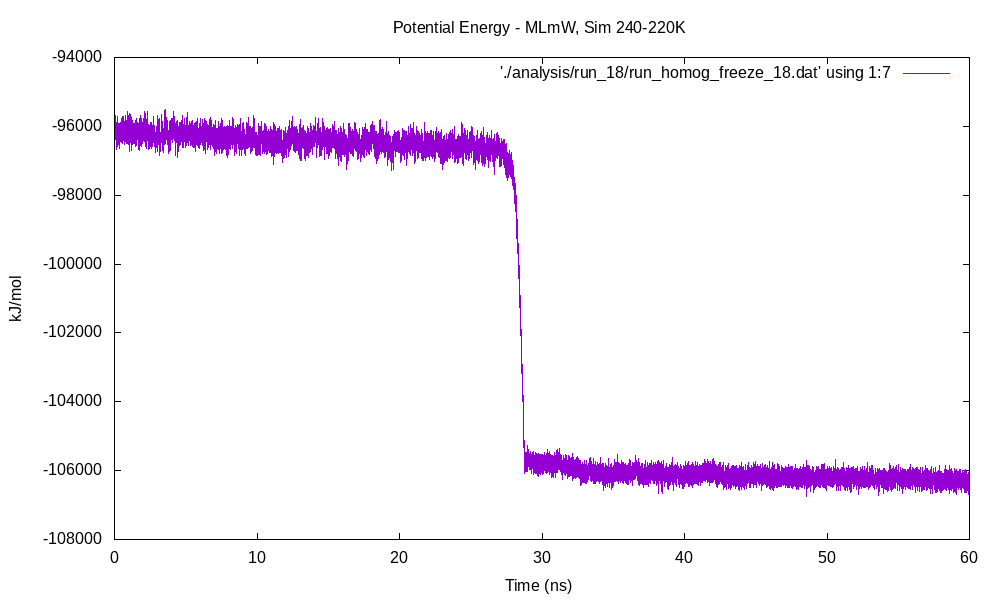 Potential Energy - MLmW, Sim 240-220K
'./analysis/run_18/run_homog_freeze_18.dat' using 1:7
-94000
-96000
-98000
-100000
-102000
-104000
-106000
-108000
kJ/mol
0 10 20 30 40 50 60
Time (ns)